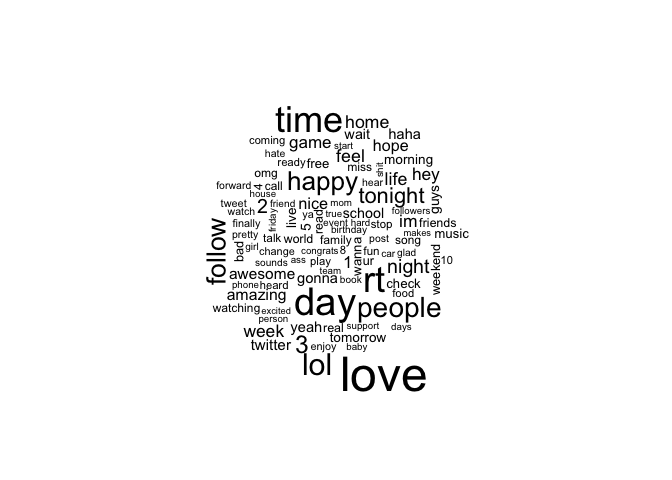 time home
wait haha
coming game start hope
hate feel morning
ready free miss shit
omg happy hear life hey
forward 4 call tonight guys
house
tweet 2 friend nice mom
watch friday live ya read true school followers
finally 5 event hard stop im friends
birthday
follow pretty girl talk world family post song makes music
bad change congrats 8 wanna fun car glad
sounds ass play 1 ur night weekend 10
awesome gonna team book rt check
phone heard
amazing day people food
watching excited
person
week yeah real support days
twitter 3 enjoy tomorrow
baby
lol love